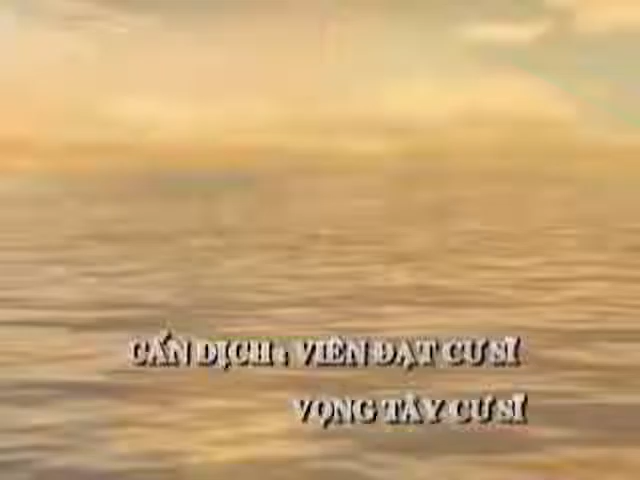 CẨN DỊCH : VIÊN ĐẠT CƯ SĨ
VỌNG TÂY CƯ SĨ